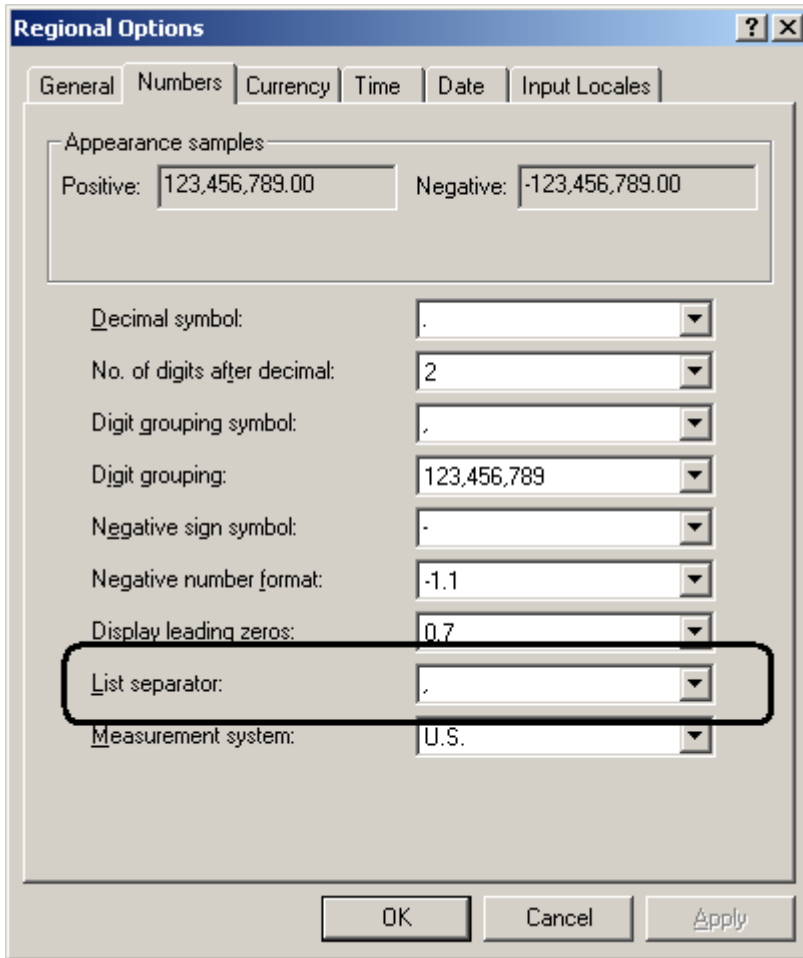 Regional Options
General Numbers Currency Time Date Input Locales
Appearance samples
Positive: 123,456,789.00 Negative: -123,456,789.00
Decimal symbol: .
No. of digits after decimal: 2
Digit grouping symbol: ,
Digit grouping: 123,456,789
Negative sign symbol: -
Negative number format: -1.1
Display leading zeros: 0.7
List separator: ,
Measurement system: U.S.
OK Cancel Apply